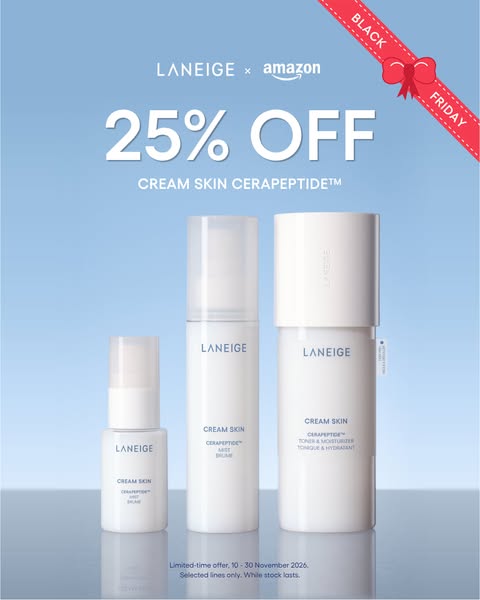 BLACK
FRIDAY
LANEIGE × amazon
25% OFF
CREAM SKIN CERAPEPTIDE™
LANEIGE
CREAM SKIN
CERAPEPTIDE™
MIST
BRUME
LANEIGE
CREAM SKIN
CERAPEPTIDE™
MIST
BRUME
LANEIGE
LANEIGE
CREAM SKIN
CERAPEPTIDE™
TONER & MOISTURIZER
TONIQUE & HYDRATANT
Limited-time offer, 10 - 30 November 2026.
Selected lines only. While stock lasts.